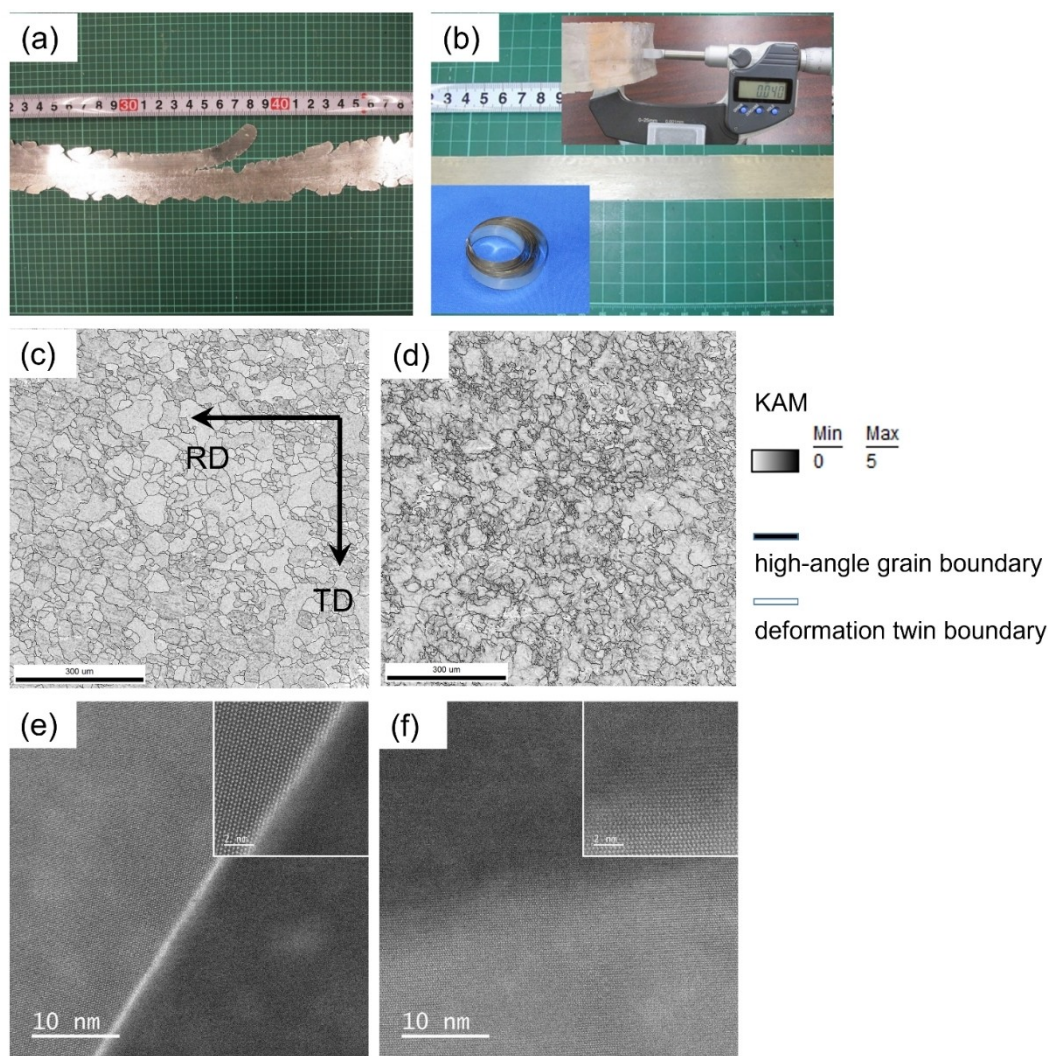 (a)
2 3 4 5 6 7 8 9 30 1 2 3 4 5 6 7 8 9 40 1 2 3 4 5 6 7 8
(b)
3 4 5 6 7 8 9
0.040
(c)
RD
TD
300 um
(d)
300 um
KAM
Min Max
0 5
high-angle grain boundary
deformation twin boundary
(e)
2 nm
10 nm
(f)
2 nm
10 nm